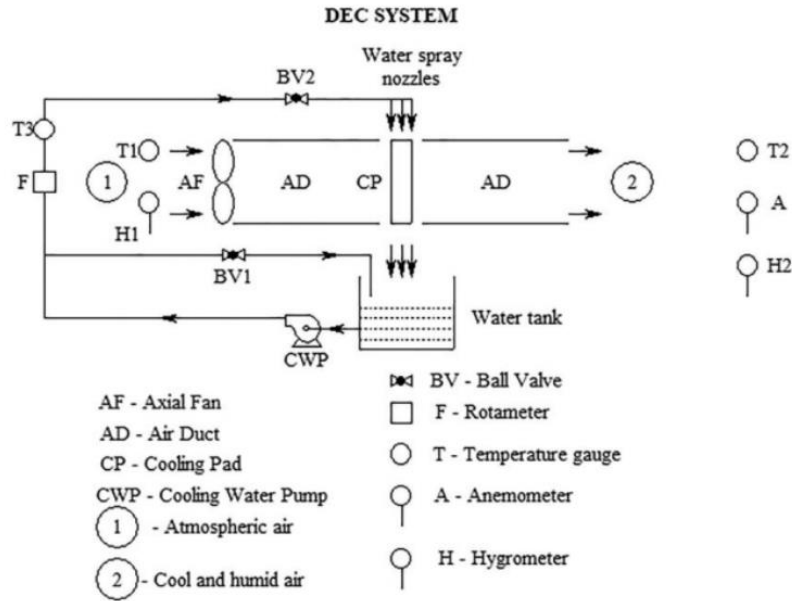 DEC SYSTEM
Water spray
nozzles
BV2
T3
T1
F
1
AF
AD
CP
AD
2
T2
A
H1
H2
BV1
Water tank
CWP
AF - Axial Fan
AD - Air Duct
CP - Cooling Pad
CWP - Cooling Water Pump
1 - Atmospheric air
2 - Cool and humid air
BV - Ball Valve
F - Rotameter
T - Temperature gauge
A - Anemometer
H - Hygrometer